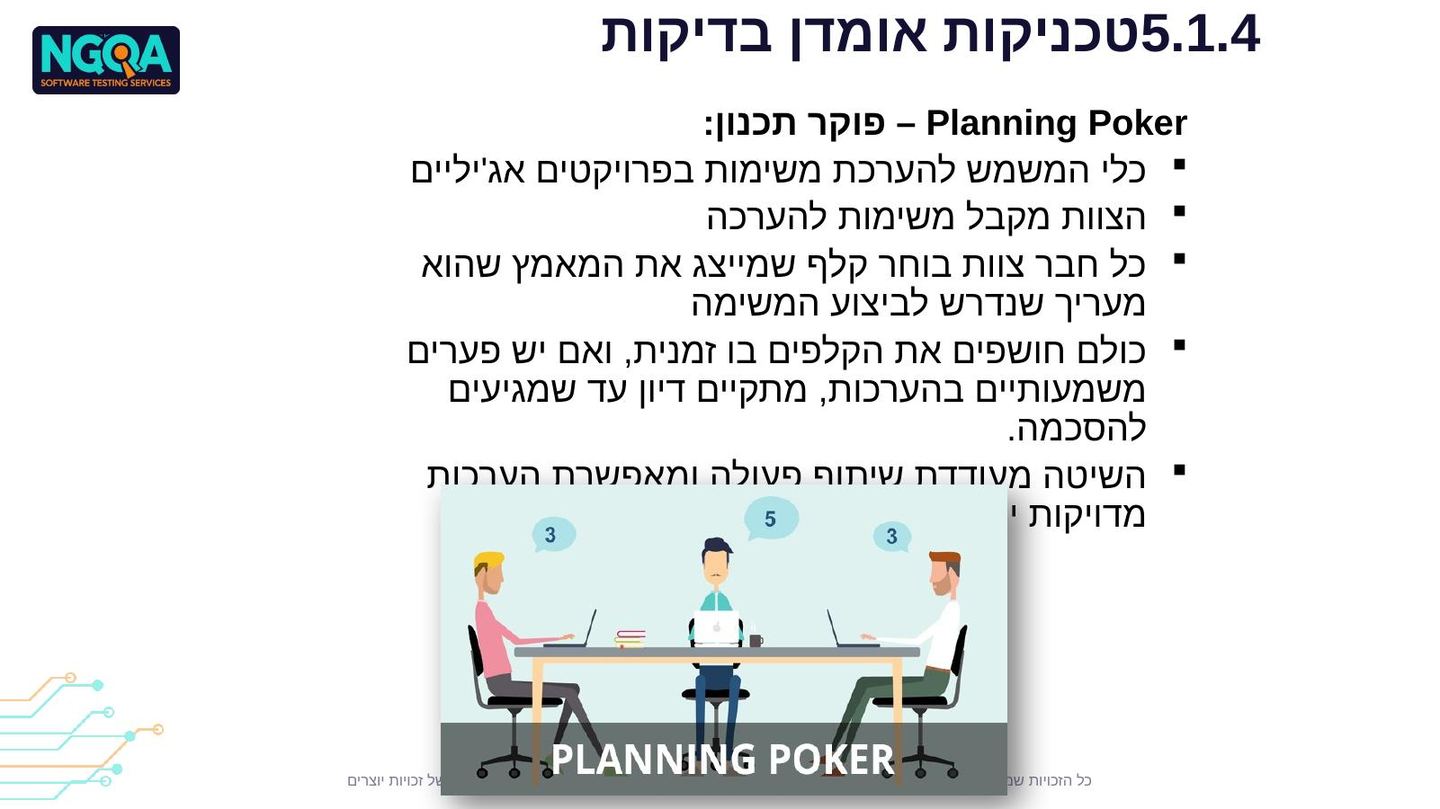 5.1.4טכניקות אומדן בדיקות
NGQA
SOFTWARE TESTING SERVICES
Planning Poker – פוקר תכנון:
כלי המשמש להערכת משימות בפרויקטים אג'יליים
הצוות מקבל משימות להערכה
כל חבר צוות בוחר קלף שמייצג את המאמץ שהוא
מעריך שנדרש לביצוע המשימה
כולם חושפים את הקלפים בו זמנית, ואם יש פערים
משמעותיים בהערכות, מתקיים דיון עד שמגיעים
להסכמה.
השיטה מעודדת שיתוף פעולה ומאפשרת הערכות
מדויקות
3
5
3
PLANNING POKER
כל הזכויות
של זכויות יוצרים